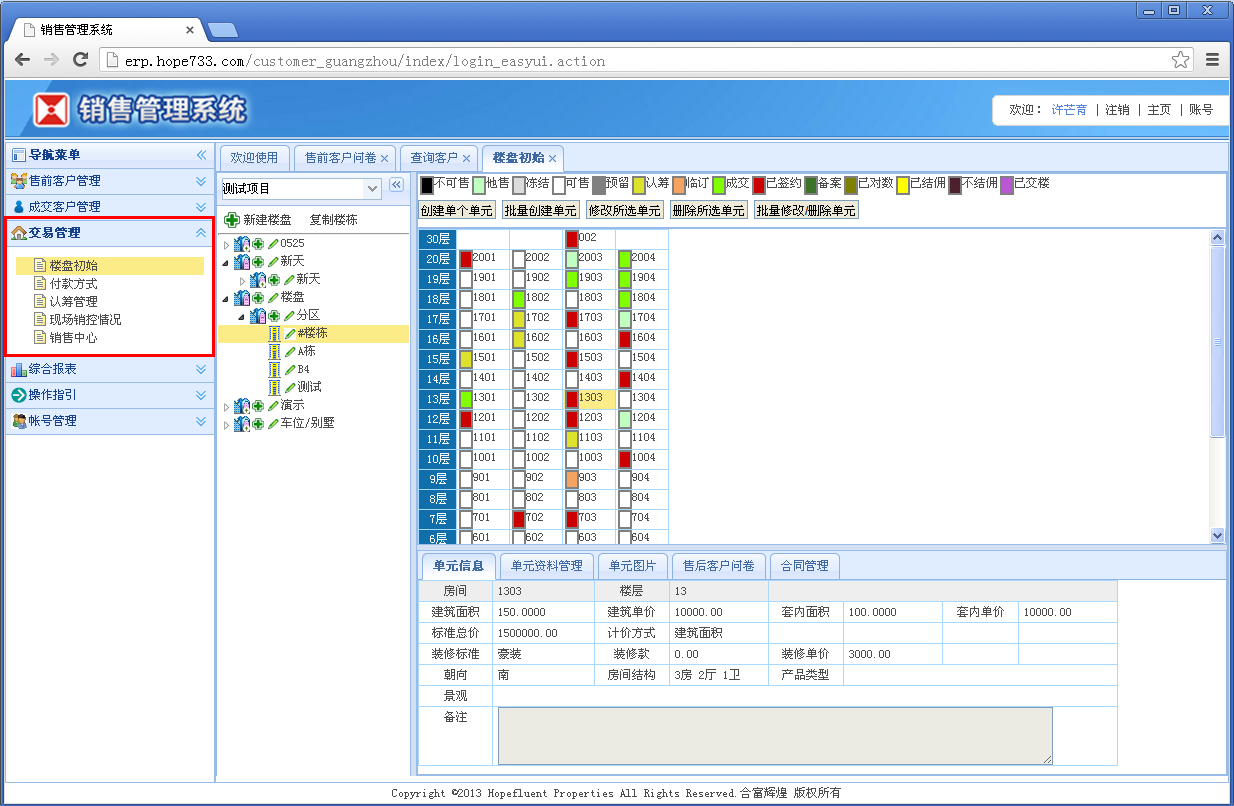 销售管理系统
erp.hope733.com/customer_guangzhou/index/login_easyui.action
销售管理系统
欢迎： 许芒育 | 注销 | 主页 | 账号
导航菜单
售前客户管理
成交客户管理
交易管理
楼盘初始
付款方式
认筹管理
现场销控情况
销售中心
综合报表
操作指引
帐号管理
欢迎使用 售前客户问卷 查询客户 楼盘初始
测试项目
新建楼盘 复制楼栋
0525
新天
新天
楼盘
分区
#楼栋
A栋
B4
测试
演示
车位/别墅
不可售 地售 冻结 可售 预留 认筹 临订 成交 已签约 备案 已对数 已结佣 不结佣 已交楼
创建单个单元 批量创建单元 修改所选单元 删除所选单元 批量修改/删除单元
30层 002
20层 2001 2002 2003 2004
19层 1901 1902 1903 1904
18层 1801 1802 1803 1804
17层 1701 1702 1703 1704
16层 1601 1602 1603 1604
15层 1501 1502 1503 1504
14层 1401 1402 1403 1404
13层 1301 1302 1303 1304
12层 1201 1202 1203 1204
11层 1101 1102 1103 1104
10层 1001 1002 1003 1004
9层 901 902 903 904
8层 801 802 803 804
7层 701 702 703 704
6层 601 602 603 604
单元信息 单元资料管理 单元图片 售后客户问卷 合同管理
房间 1303 楼层 13
建筑面积 150.0000 建筑单价 10000.00 套内面积 100.0000 套内单价 10000.00
标准总价 1500000.00 计价方式 建筑面积
装修标准 豪装 装修款 0.00 装修单价 3000.00
朝向 南 房间结构 3房 2厅 1卫 产品类型
景观
备注
Copyright ©2013 Hopefluent Properties All Rights Reserved.合富辉煌 版权所有